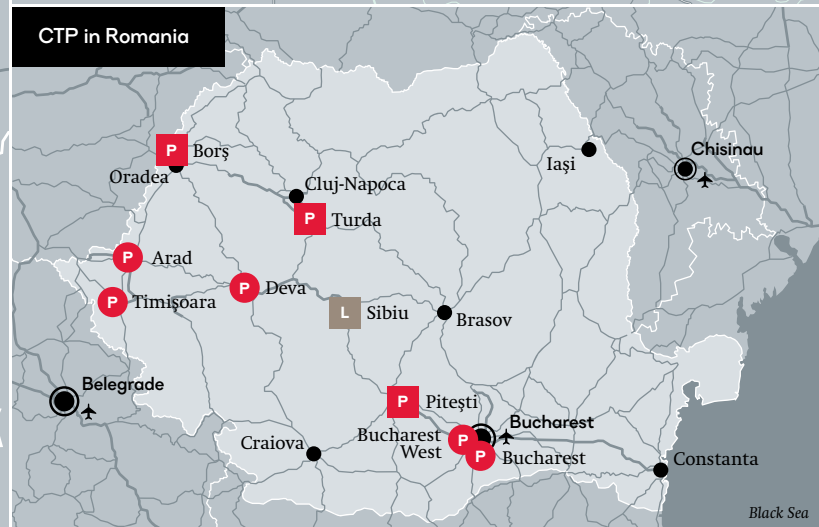 CTP in Romania
P Borş
Oradea
Iaşi
Chisinau
Cluj-Napoca
P Turda
P Arad
P Deva
P Timişoara
L Sibiu
Brasov
Belegrade
P Piteşti
Bucharest
Bucharest
West
P
P Bucharest
Craiova
Constanta
Black Sea